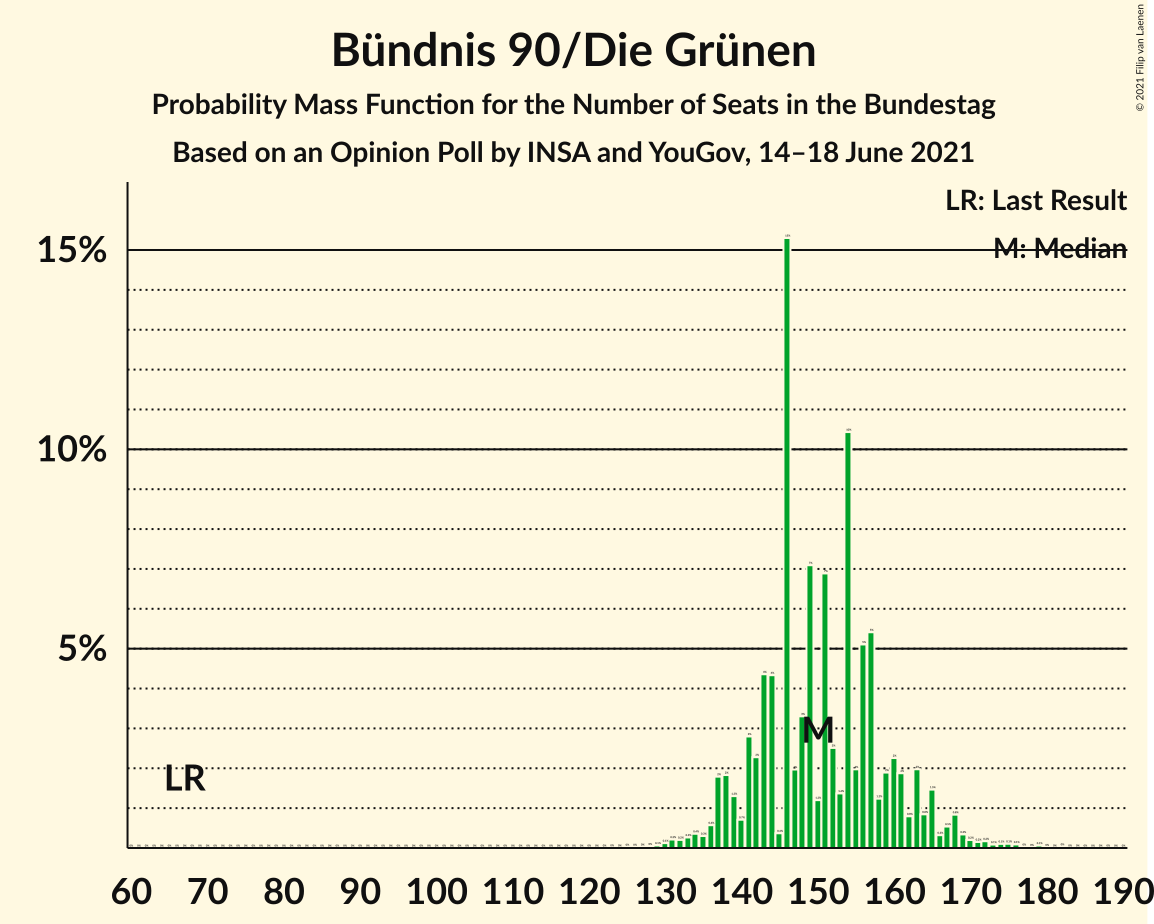 Bündnis 90/Die Grünen
Probability Mass Function for the Number of Seats in the Bundestag
Based on an Opinion Poll by INSA and YouGov, 14–18 June 2021
© 2021 Filip van Laenen
LR: Last Result
M: Median
15%
10%
5%
LR
M
60 70 80 90 100 110 120 130 140 150 160 170 180 190